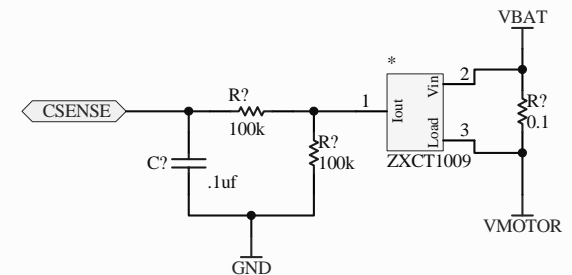 VBAT
*
2
Vin
R?
0.1
CSENSE
R?
100k
1
Iout
R?
100k
Load
3
ZXCT1009
C?
.1uf
VMOTOR
GND